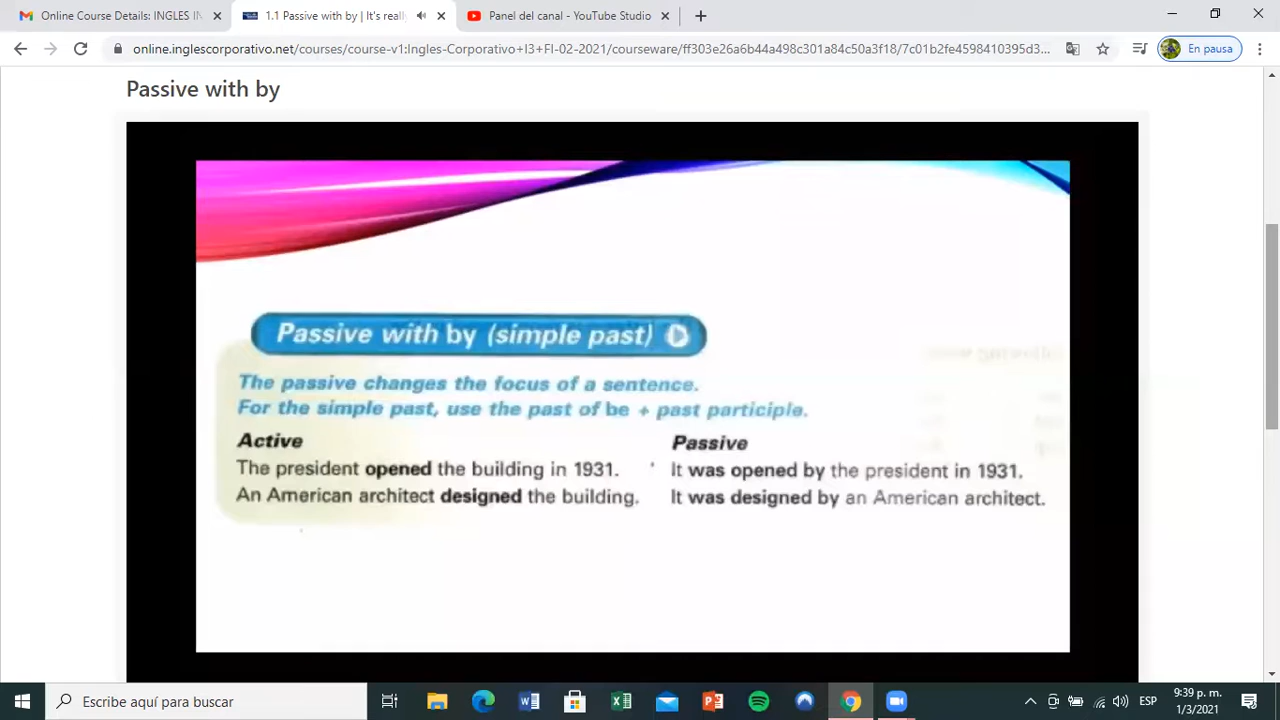 Online Course Details: INGLES IN
1.1 Passive with by | It's really
Panel del canal - YouTube Studio
online.inglescorporativo.net/courses/course-v1:Ingles-Corporativo+I3+FI-02-2021/courseware/ff303e26a6b44a498c301a84c50a3f18/7c01b2fe4598410395d3...
En pausa
Passive with by
Passive with by (simple past)
The passive changes the focus of a sentence.
For the simple past, use the past of be + past participle.
Active
Passive
The president opened the building in 1931.
It was opened by the president in 1931.
An American architect designed the building.
It was designed by an American architect.
Escribe aquí para buscar
ESP
9:39 p. m.
1/3/2021